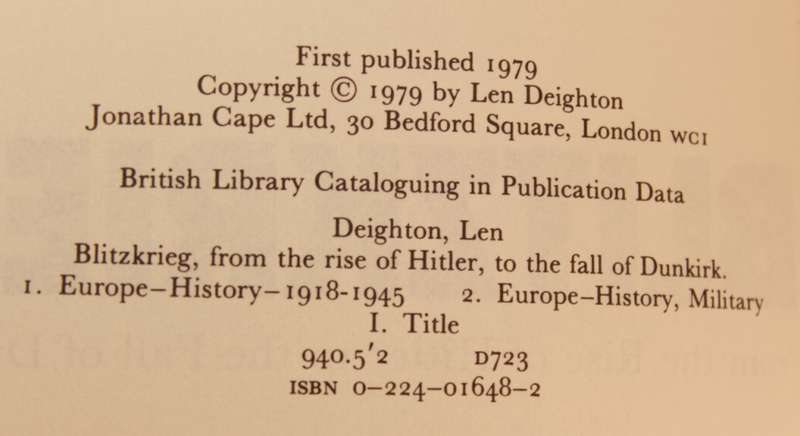 First published 1979
Copyright © 1979 by Len Deighton
Jonathan Cape Ltd, 30 Bedford Square, London WC1
British Library Cataloguing in Publication Data
Deighton, Len
Blitzkrieg, from the rise of Hitler, to the fall of Dunkirk.
1. Europe–History–1918-1945 2. Europe–History, Military
I. Title
940.5'2 D723
ISBN 0–224–01648–2